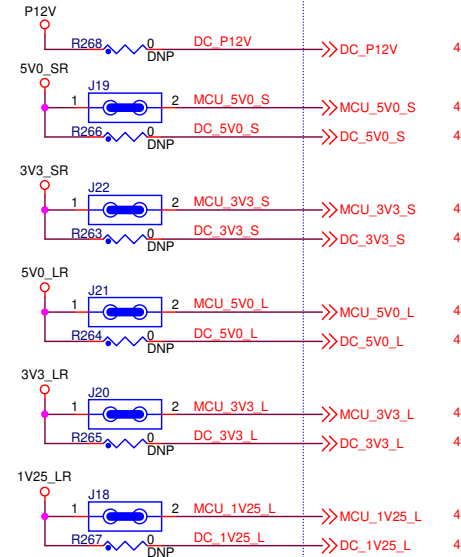 P12V
R268 0 DC_P12V DC_P12V 4
DNP
5V0_SR
J19
1 2 MCU_5V0_S MCU_5V0_S 4
R266 0 DC_5V0_S DC_5V0_S 4
DNP
3V3_SR
J22
1 2 MCU_3V3_S MCU_3V3_S 4
R263 0 DC_3V3_S DC_3V3_S 4
DNP
5V0_LR
J21
1 2 MCU_5V0_L MCU_5V0_L 4
R264 0 DC_5V0_L DC_5V0_L 4
DNP
3V3_LR
J20
1 2 MCU_3V3_L MCU_3V3_L 4
R265 0 DC_3V3_L DC_3V3_L 4
DNP
1V25_LR
J18
1 2 MCU_1V25_L MCU_1V25_L 4
R267 0 DC_1V25_L DC_1V25_L 4
DNP